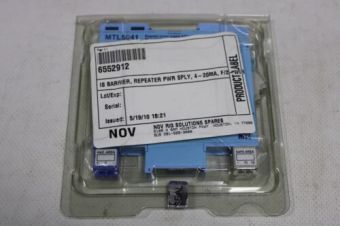 MTL5041
6552912
IS BARRIER, REPEATER PWR SPLY, 4-20MA, F/2
Lot/Exp:
Serial:
Issued: 5/19/10 16:21
PRODUCT LABEL
NOV
NOV RIG SOLUTIONS SPARES